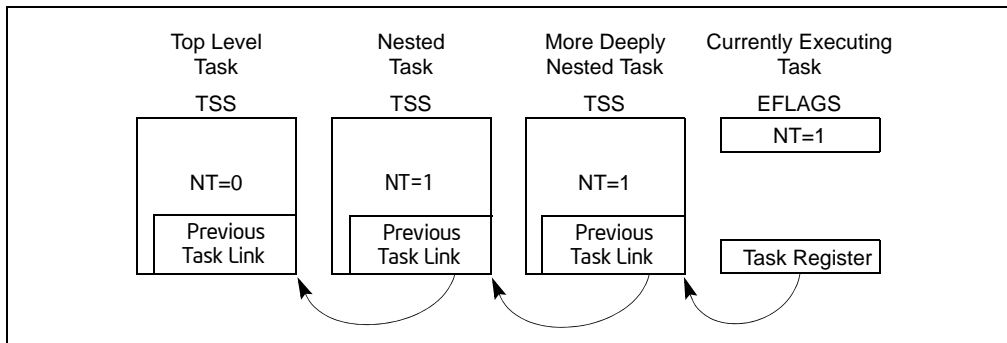 Top Level
Task
Nested
Task
More Deeply
Nested Task
Currently Executing
Task
TSS
TSS
TSS
EFLAGS
NT=1
NT=0
NT=1
NT=1
Previous
Task Link
Previous
Task Link
Previous
Task Link
Task Register